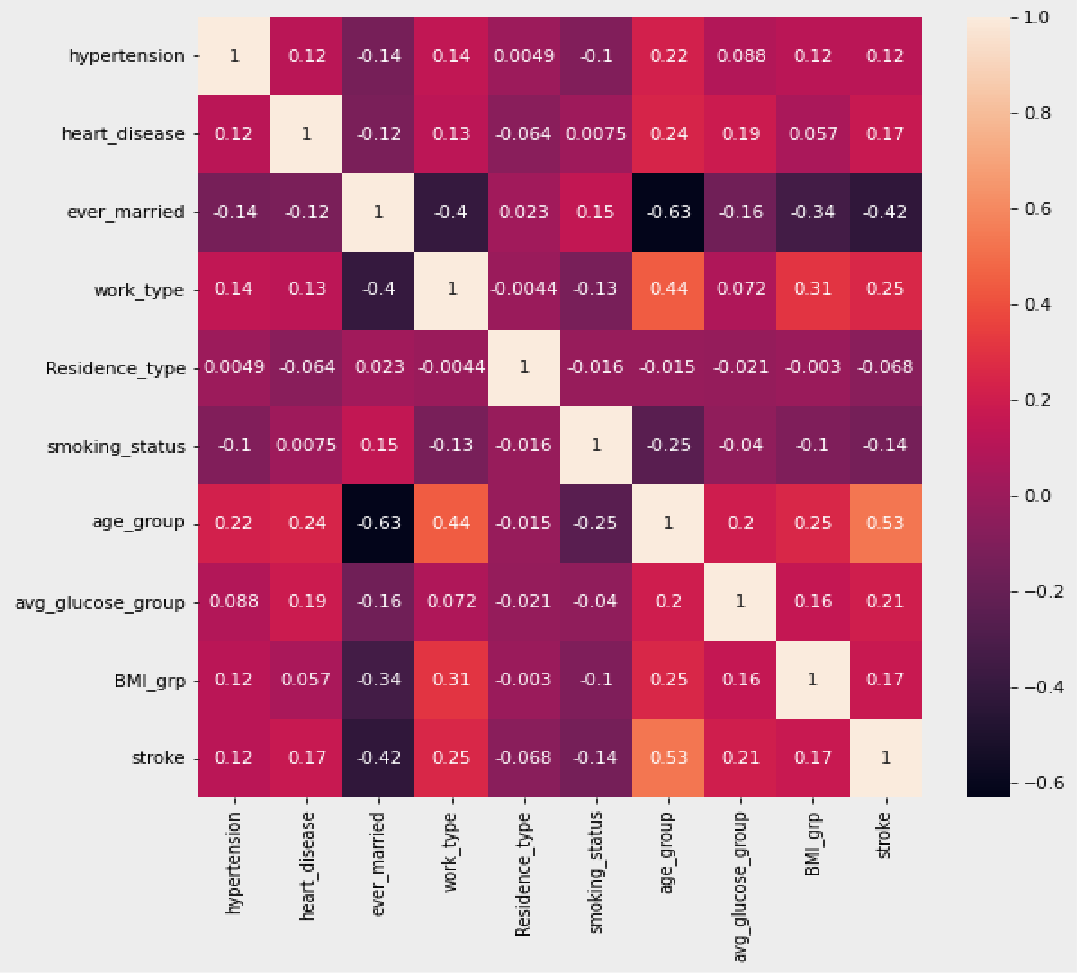 hypertension 1 0.12 -0.14 0.14 0.0049 -0.1 0.22 0.088 0.12 0.12
heart_disease 0.12 1 -0.12 0.13 -0.064 0.0075 0.24 0.19 0.057 0.17
ever_married -0.14 -0.12 1 -0.4 0.023 0.15 -0.63 -0.16 -0.34 -0.42
work_type 0.14 0.13 -0.4 1 -0.0044 -0.13 0.44 0.072 0.31 0.25
Residence_type 0.0049 -0.064 0.023 -0.0044 1 -0.016 -0.015 -0.021 -0.003 -0.068
smoking_status -0.1 0.0075 0.15 -0.13 -0.016 1 -0.25 -0.04 -0.1 -0.14
age_group 0.22 0.24 -0.63 0.44 -0.015 -0.25 1 0.2 0.25 0.53
avg_glucose_group 0.088 0.19 -0.16 0.072 -0.021 -0.04 0.2 1 0.16 0.21
BMI_grp 0.12 0.057 -0.34 0.31 -0.003 -0.1 0.25 0.16 1 0.17
stroke 0.12 0.17 -0.42 0.25 -0.068 -0.14 0.53 0.21 0.17 1
hypertension
heart_disease
ever_married
work_type
Residence_type
smoking_status
age_group
avg_glucose_group
BMI_grp
stroke
1.0
0.8
0.6
0.4
0.2
0.0
−0.2
−0.4
−0.6